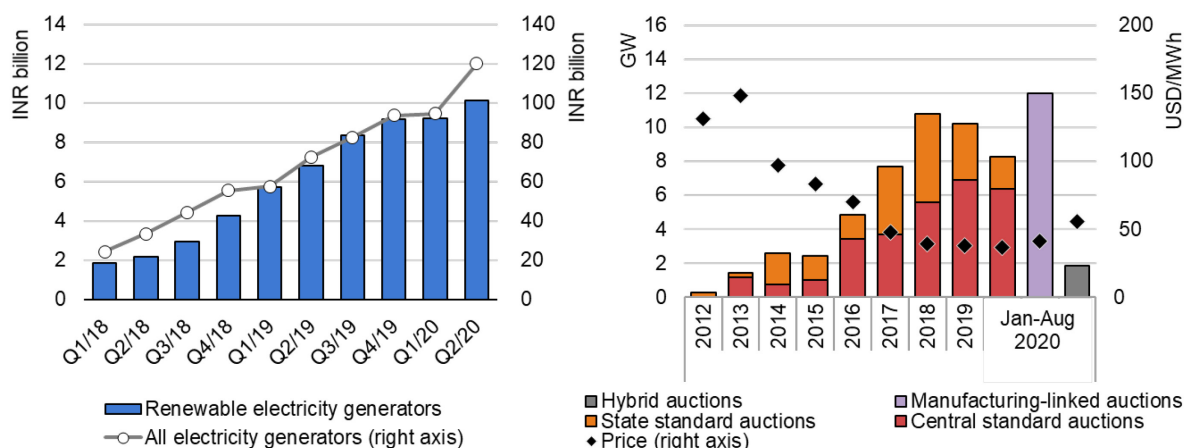 INR billion
14
12
10
8
6
4
2
0
140
120
100
80
60
40
20
0
INR billion
Q1/18
Q2/18
Q3/18
Q4/18
Q1/19
Q2/19
Q3/19
Q4/19
Q1/20
Q2/20
Renewable electricity generators
All electricity generators (right axis)
GW
16
14
12
10
8
6
4
2
0
200
150
100
50
0
USD/MWh
2012
2013
2014
2015
2016
2017
2018
2019
Jan-Aug
2020
Hybrid auctions
Manufacturing-linked auctions
State standard auctions
Central standard auctions
Price (right axis)